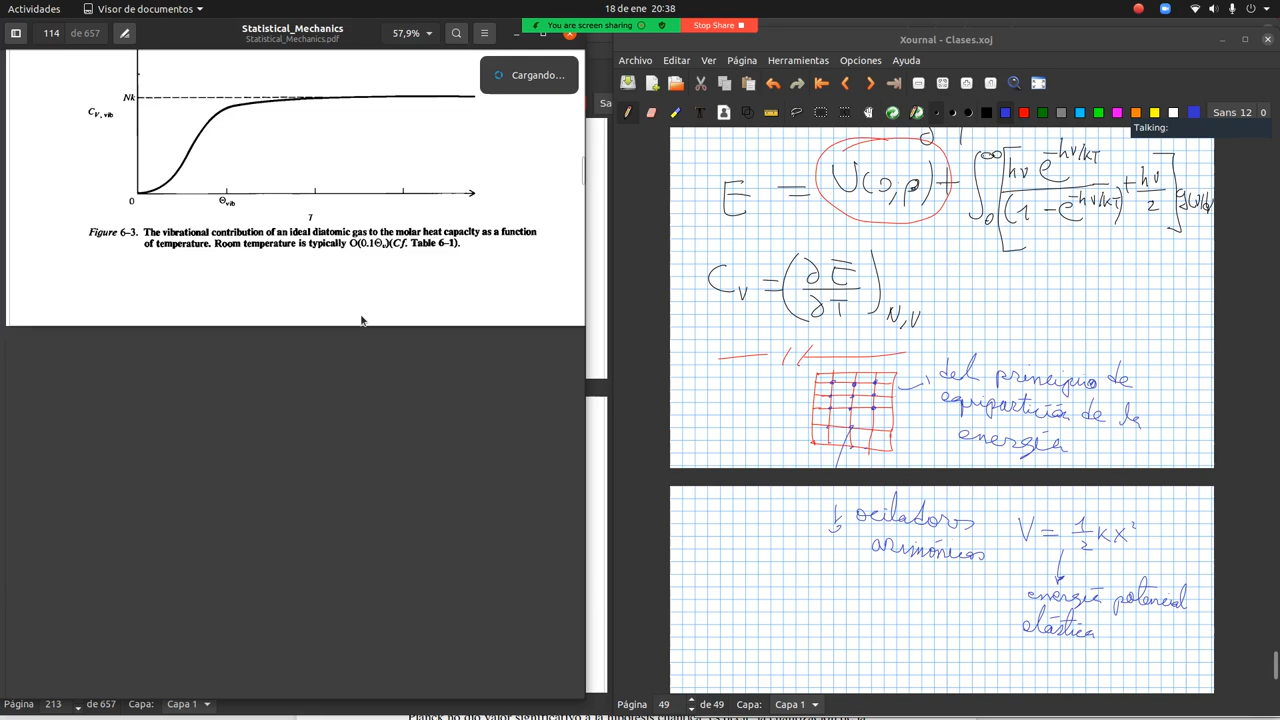 Actividades
Visor de documentos
18 de ene 20:38
You are screen sharing
Stop Share
114
de 657
Statistical_Mechanics
Statistical_Mechanics.pdf
57,9%
Cargando…
Nk
C_V, vib
0
Θvib
T
Figure 6–3. The vibrational contribution of an ideal diatomic gas to the molar heat capacity as a function
of temperature. Room temperature is typically O(0.1Θv)(Cf. Table 6–1).
Sa
Página
213
de 657
Capa:
Capa 1
Xournal - Clases.xoj
Archivo Editar Ver Página Herramientas Opciones Ayuda
Sans 12
Talking:
E = U(0,ρ) + ∫₀^∞ [ hν e^{-hν/kT} / (1 - e^{-hν/kT}) + hν/2 ]
C_V = (∂E/∂T)_{N,V}
del principio de
equipartición de la
energía
osciladores
armónicos
V = 1/2 Kx²
energía potencial
elástica
Página
49
de 49
Capa:
Capa 1